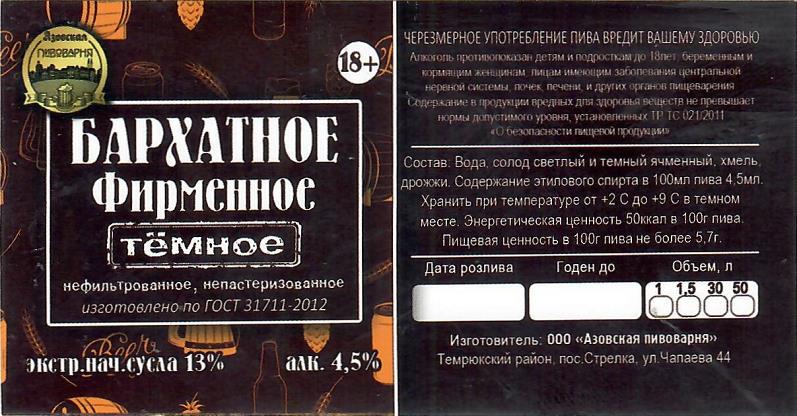 Азовская
ПИВОВАРНЯ
18+
БАРХАТНОЕ
Фирменное
тёмное
нефильтрованное, непастеризованное
изготовлено по ГОСТ 31711-2012
Beer
экстр.нач.сусла 13% алк. 4,5%
ЧЕРЕЗМЕРНОЕ УПОТРЕБЛЕНИЕ ПИВА ВРЕДИТ ВАШЕМУ ЗДОРОВЬЮ
Алкоголь противопоказан детям и подросткам до 18лет, беременным и
кормящим женщинам, лицам имеющим заболевания центральной
нервной системы, почек, печени, и других органов пищеварения
Содержание в продукции вредных для здоровья веществ не превышает
нормы допустимого уровня, установленных ТР ТС 021/2011
«О безопасности пищевой продукции»
Состав: Вода, солод светлый и темный ячменный, хмель,
дрожжи. Содержание этилового спирта в 100мл пива 4,5мл.
Хранить при температуре от +2 С до +9 С в темном
месте. Энергетическая ценность 50ккал в 100г пива.
Пищевая ценность в 100г пива не более 5,7г.
Дата розлива Годен до Объем, л
1 1,5 30 50
Изготовитель: ООО «Азовская пивоварня»
Темрюкский район, пос.Стрелка, ул.Чапаева 44